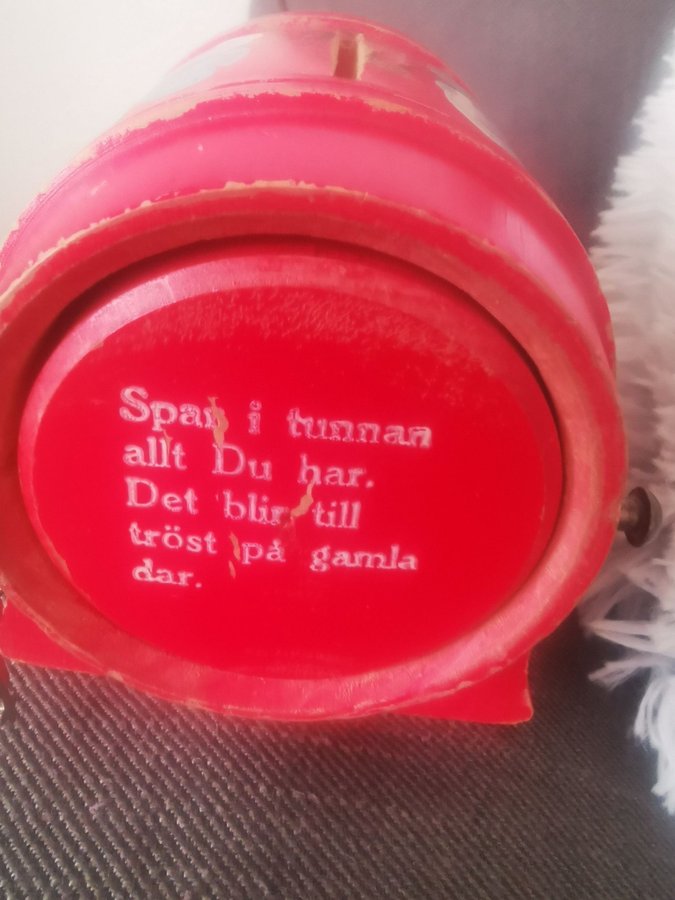 Spar i tunnan
allt Du har.
Det blir till
tröst på gamla
dar.